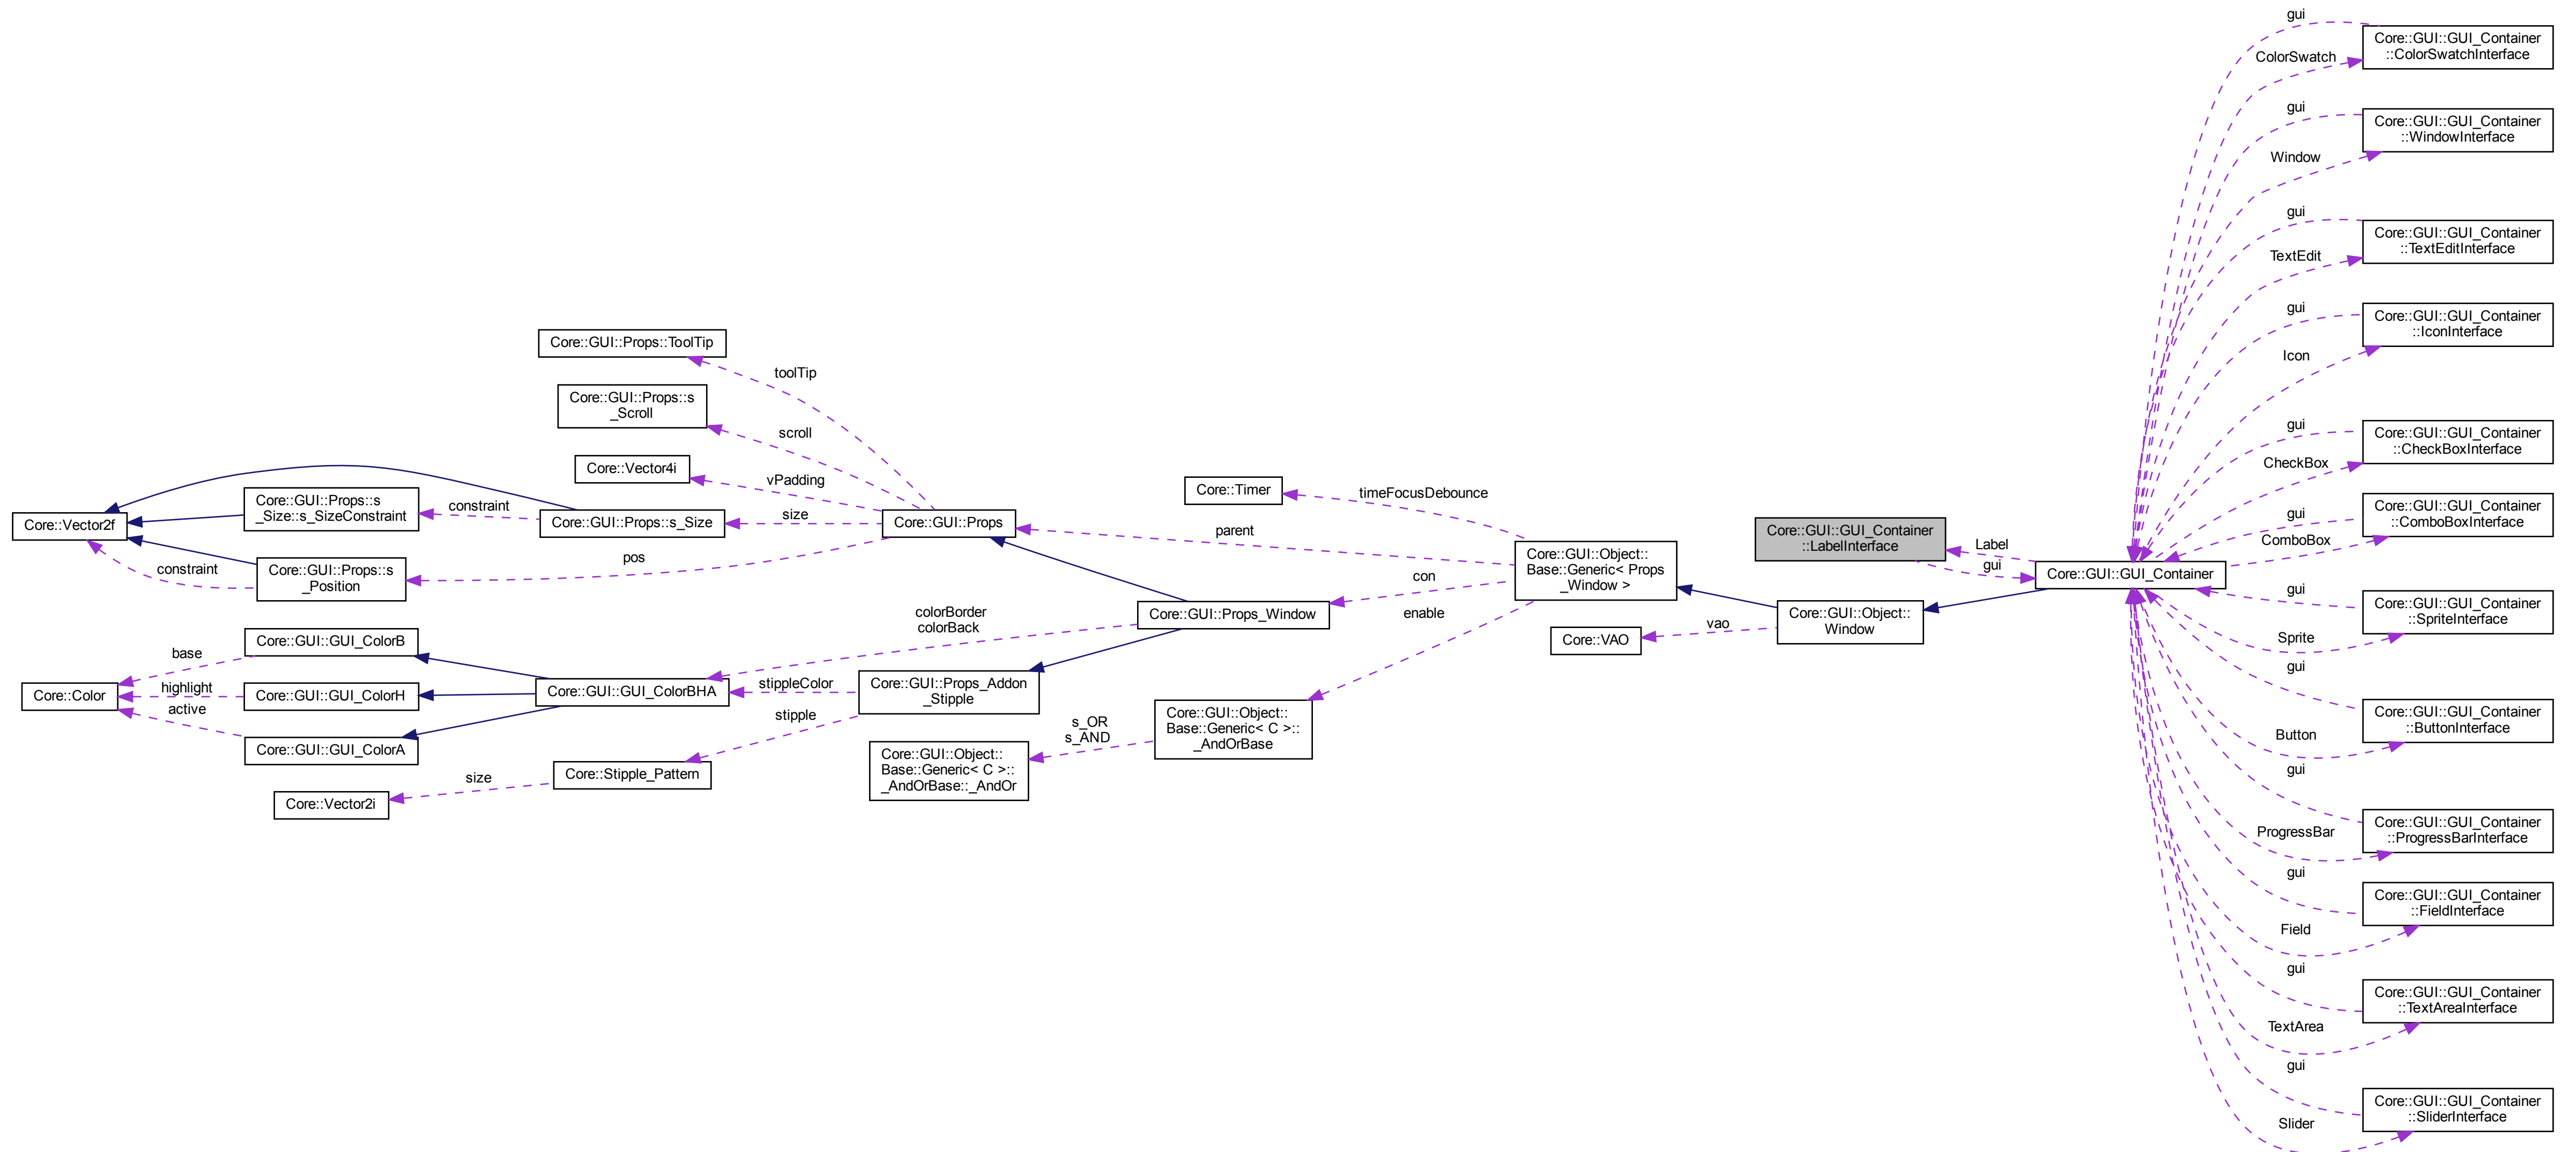 gui
Core::GUI::GUI_Container
::ColorSwatchInterface
ColorSwatch
gui
Core::GUI::GUI_Container
::WindowInterface
Window
gui
Core::GUI::GUI_Container
::TextEditInterface
TextEdit
gui
Core::GUI::GUI_Container
::IconInterface
Icon
gui
Core::GUI::GUI_Container
::CheckBoxInterface
CheckBox
gui
Core::GUI::GUI_Container
::ComboBoxInterface
ComboBox
Core::GUI::GUI_Container
gui
Core::GUI::GUI_Container
::SpriteInterface
Sprite
gui
Core::GUI::GUI_Container
::ButtonInterface
Button
gui
Core::GUI::GUI_Container
::ProgressBarInterface
ProgressBar
gui
Core::GUI::GUI_Container
::FieldInterface
Field
gui
Core::GUI::GUI_Container
::TextAreaInterface
TextArea
gui
Core::GUI::GUI_Container
::SliderInterface
Slider
Core::GUI::GUI_Container
::LabelInterface
Label
gui
Core::GUI::Object::
Window
vao
Core::VAO
Core::GUI::Object::
Base::Generic< Props
_Window >
timeFocusDebounce
Core::Timer
parent
con
enable
Core::GUI::Props_Window
Core::GUI::Object::
Base::Generic< C >::
_AndOrBase
s_OR
s_AND
Core::GUI::Object::
Base::Generic< C >::
_AndOrBase::_AndOr
colorBorder
colorBack
Core::GUI::Props_Addon
_Stipple
stippleColor
stipple
Core::GUI::Props
toolTip
Core::GUI::Props::ToolTip
scroll
Core::GUI::Props::s
_Scroll
vPadding
Core::Vector4i
size
Core::GUI::Props::s_Size
pos
constraint
Core::GUI::Props::s
_Size::s_SizeConstraint
Core::Vector2f
Core::GUI::Props::s
_Position
constraint
Core::GUI::GUI_ColorBHA
Core::GUI::GUI_ColorB
base
Core::GUI::GUI_ColorH
highlight
Core::Color
active
Core::GUI::GUI_ColorA
Core::Stipple_Pattern
size
Core::Vector2i